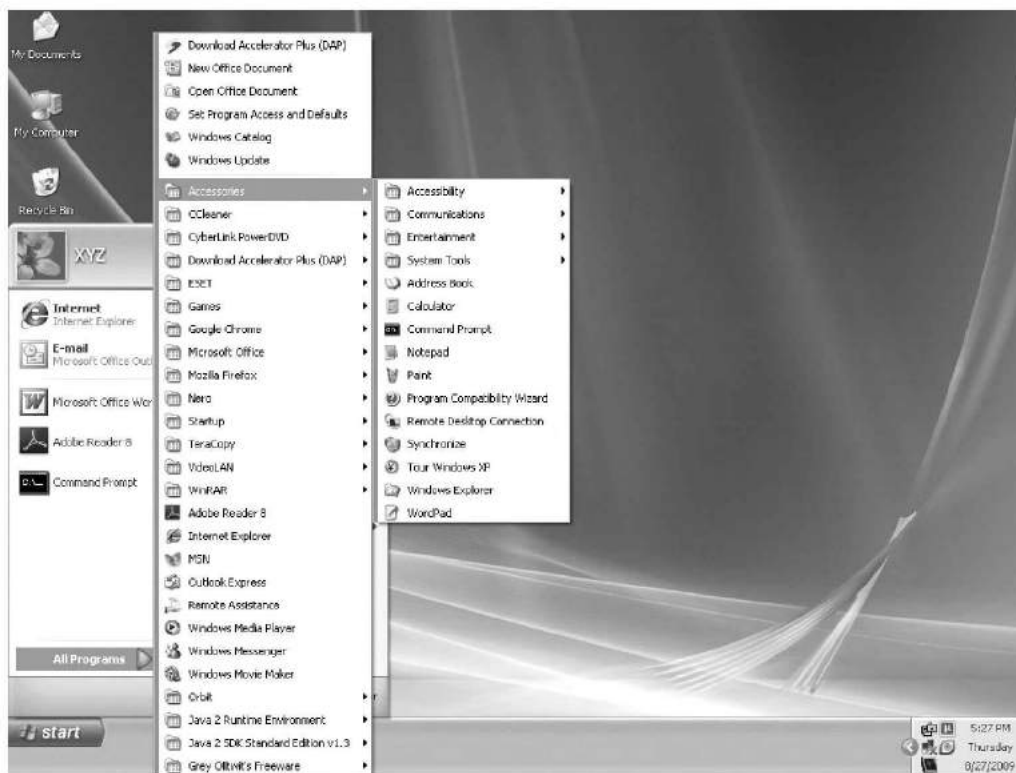 My Documents
My Computer
Recycle Bin
XYZ
Internet
Internet Explorer
E-mail
Microsoft Office Outl
Microsoft Office Wor
Adobe Reader 8
Command Prompt
All Programs
start
Download Accelerator Plus (DAP)
New Office Document
Open Office Document
Set Program Access and Defaults
Windows Catalog
Windows Update
Accessories
CCleaner
CyberLink PowerDVD
Download Accelerator Plus (DAP)
ESET
Games
Google Chrome
Microsoft Office
Mozilla Firefox
Nero
Startup
TeraCopy
VideoLAN
WinRAR
Adobe Reader 8
Internet Explorer
MSN
Outlook Express
Remote Assistance
Windows Media Player
Windows Messenger
Windows Movie Maker
Orbit
Java 2 Runtime Environment
Java 2 SDK Standard Edition v1.3
Grey Olltwit's Freeware
Accessibility
Communications
Entertainment
System Tools
Address Book
Calculator
Command Prompt
Notepad
Paint
Program Compatibility Wizard
Remote Desktop Connection
Synchronize
Tour Windows XP
Windows Explorer
WordPad
5:27 PM
Thursday
8/27/2009